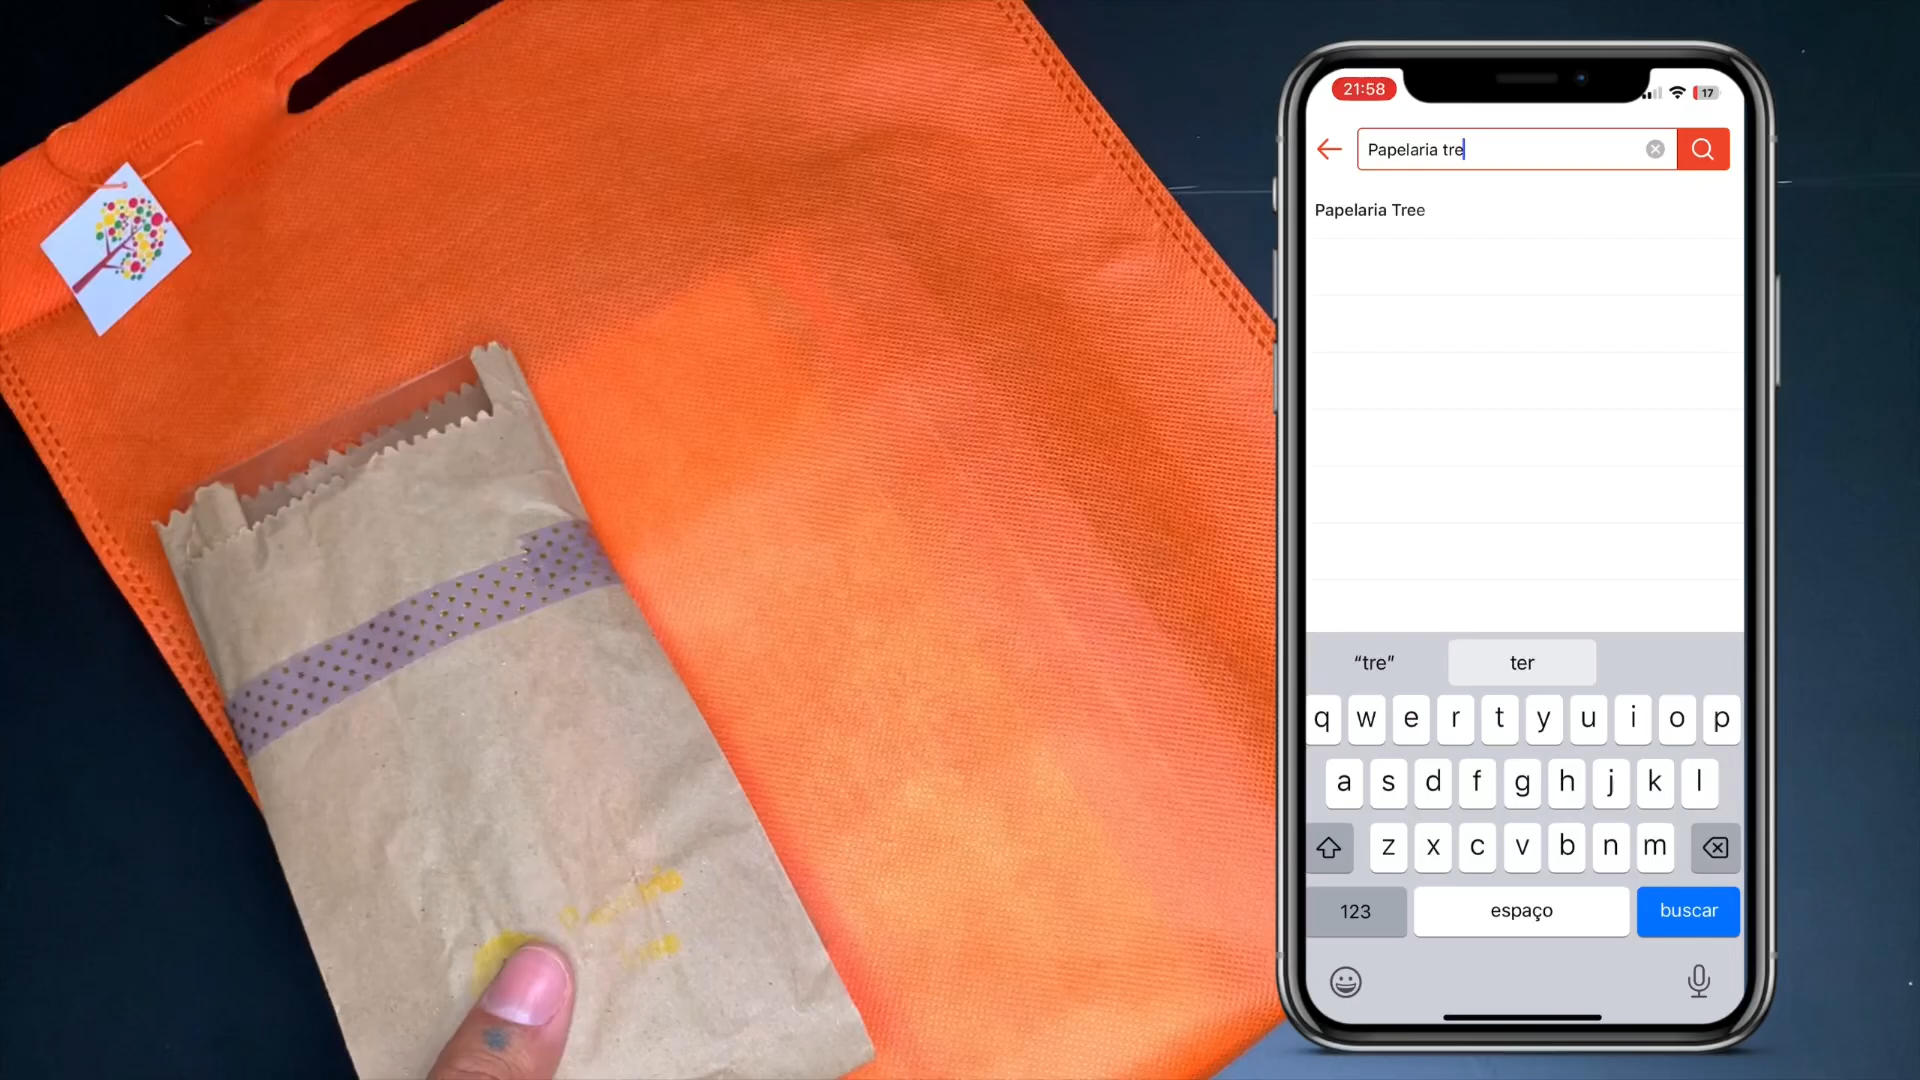 21:58
17
Papelaria tre
Papelaria Tree
“tre” ter
q w e r t y u i o p
a s d f g h j k l
z x c v b n m
123 espaço buscar